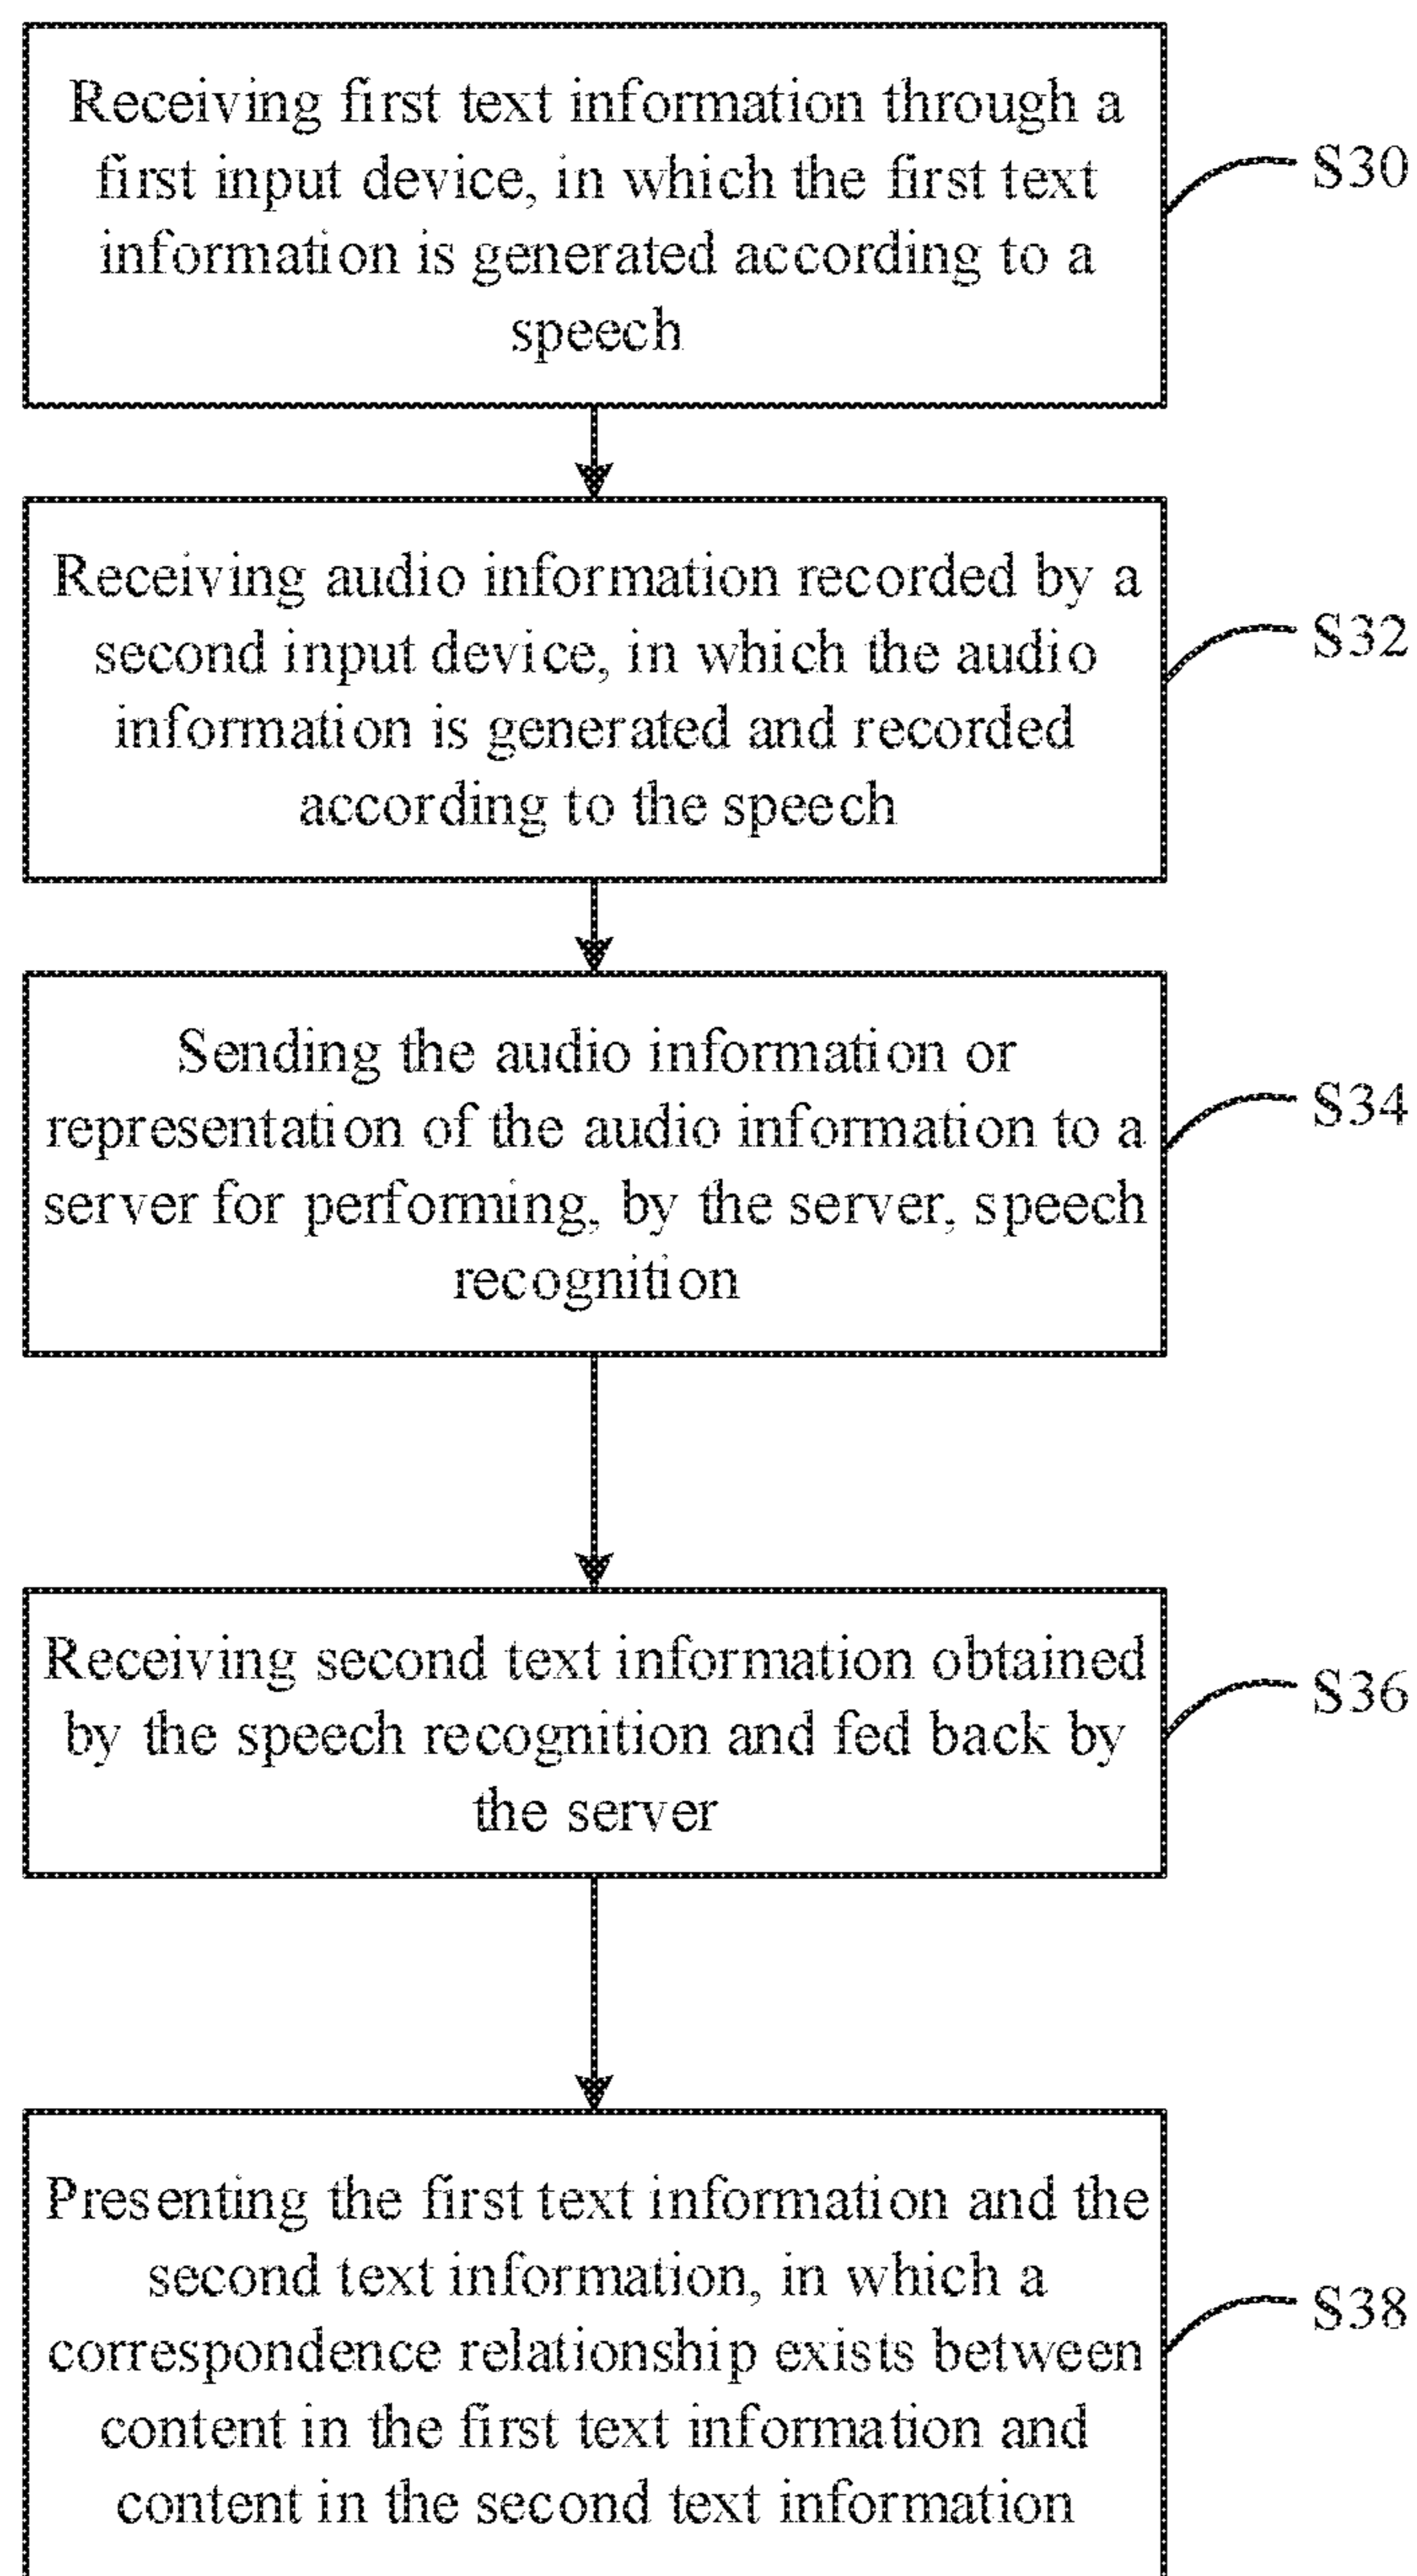 Receiving first text information through a
first input device, in which the first text
information is generated according to a
speech
S30
Receiving audio information recorded by a
second input device, in which the audio
information is generated and recorded
according to the speech
S32
Sending the audio information or
representation of the audio information to a
server for performing, by the server, speech
recognition
S34
Receiving second text information obtained
by the speech recognition and fed back by
the server
S36
Presenting the first text information and the
second text information, in which a
correspondence relationship exists between
content in the first text information and
content in the second text information
S38